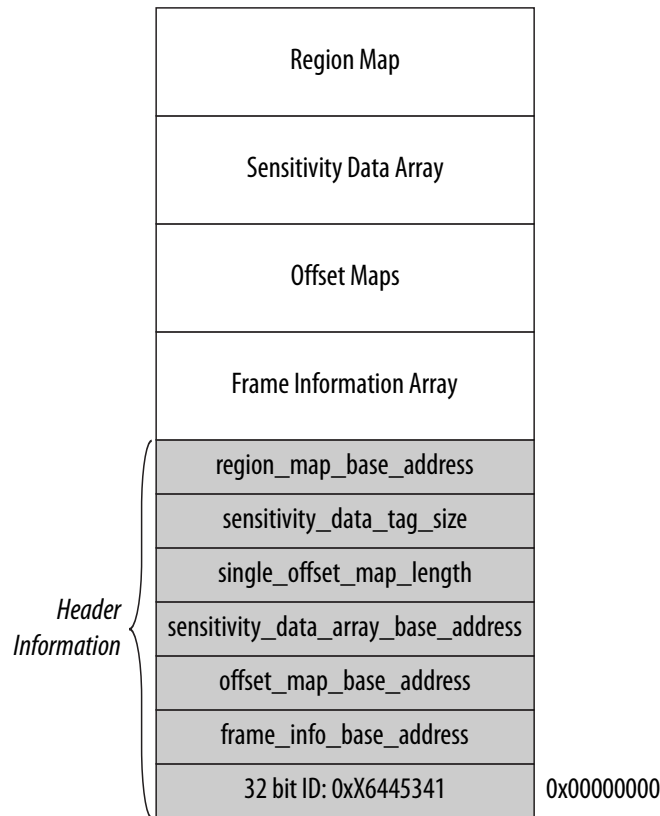 Region Map
Sensitivity Data Array
Offset Maps
Frame Information Array
region_map_base_address
sensitivity_data_tag_size
single_offset_map_length
Header
Information
sensitivity_data_array_base_address
offset_map_base_address
frame_info_base_address
32 bit ID: 0xX6445341
0x00000000